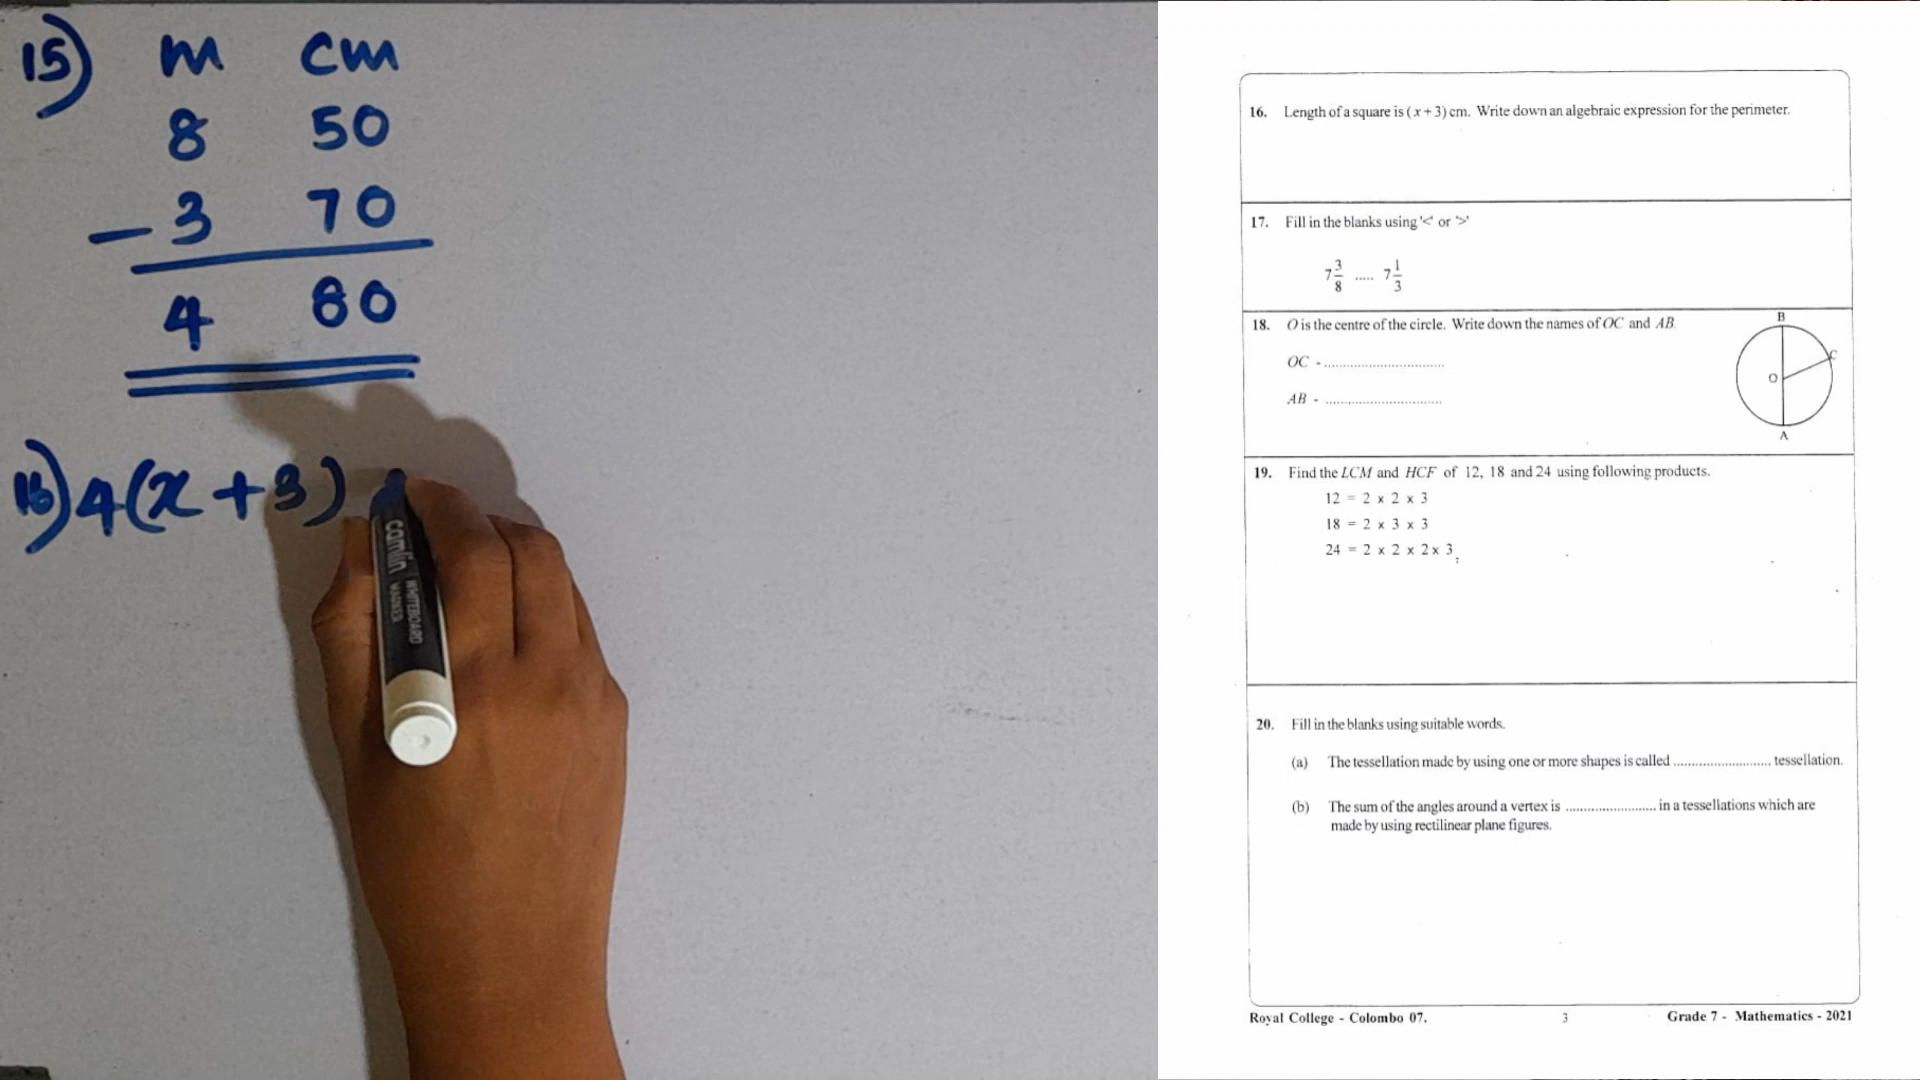 15) m cm
8 50
- 3 70
4 80
16) 4(x + 3)
camlin
WHITEBOARD
MARKER
16. Length of a square is (x + 3) cm. Write down an algebraic expression for the perimeter.
17. Fill in the blanks using '<' or '>'
7 3/8 ..... 7 1/3
18. O is the centre of the circle. Write down the names of OC and AB.
OC - ................................
AB - ...............................
B
C
O
A
19. Find the LCM and HCF of 12, 18 and 24 using following products.
12 = 2 x 2 x 3
18 = 2 x 3 x 3
24 = 2 x 2 x 2 x 3
20. Fill in the blanks using suitable words.
(a) The tessellation made by using one or more shapes is called .......................... tessellation.
(b) The sum of the angles around a vertex is ........................ in a tessellations which are
made by using rectilinear plane figures.
Royal College - Colombo 07. 3 Grade 7 - Mathematics - 2021